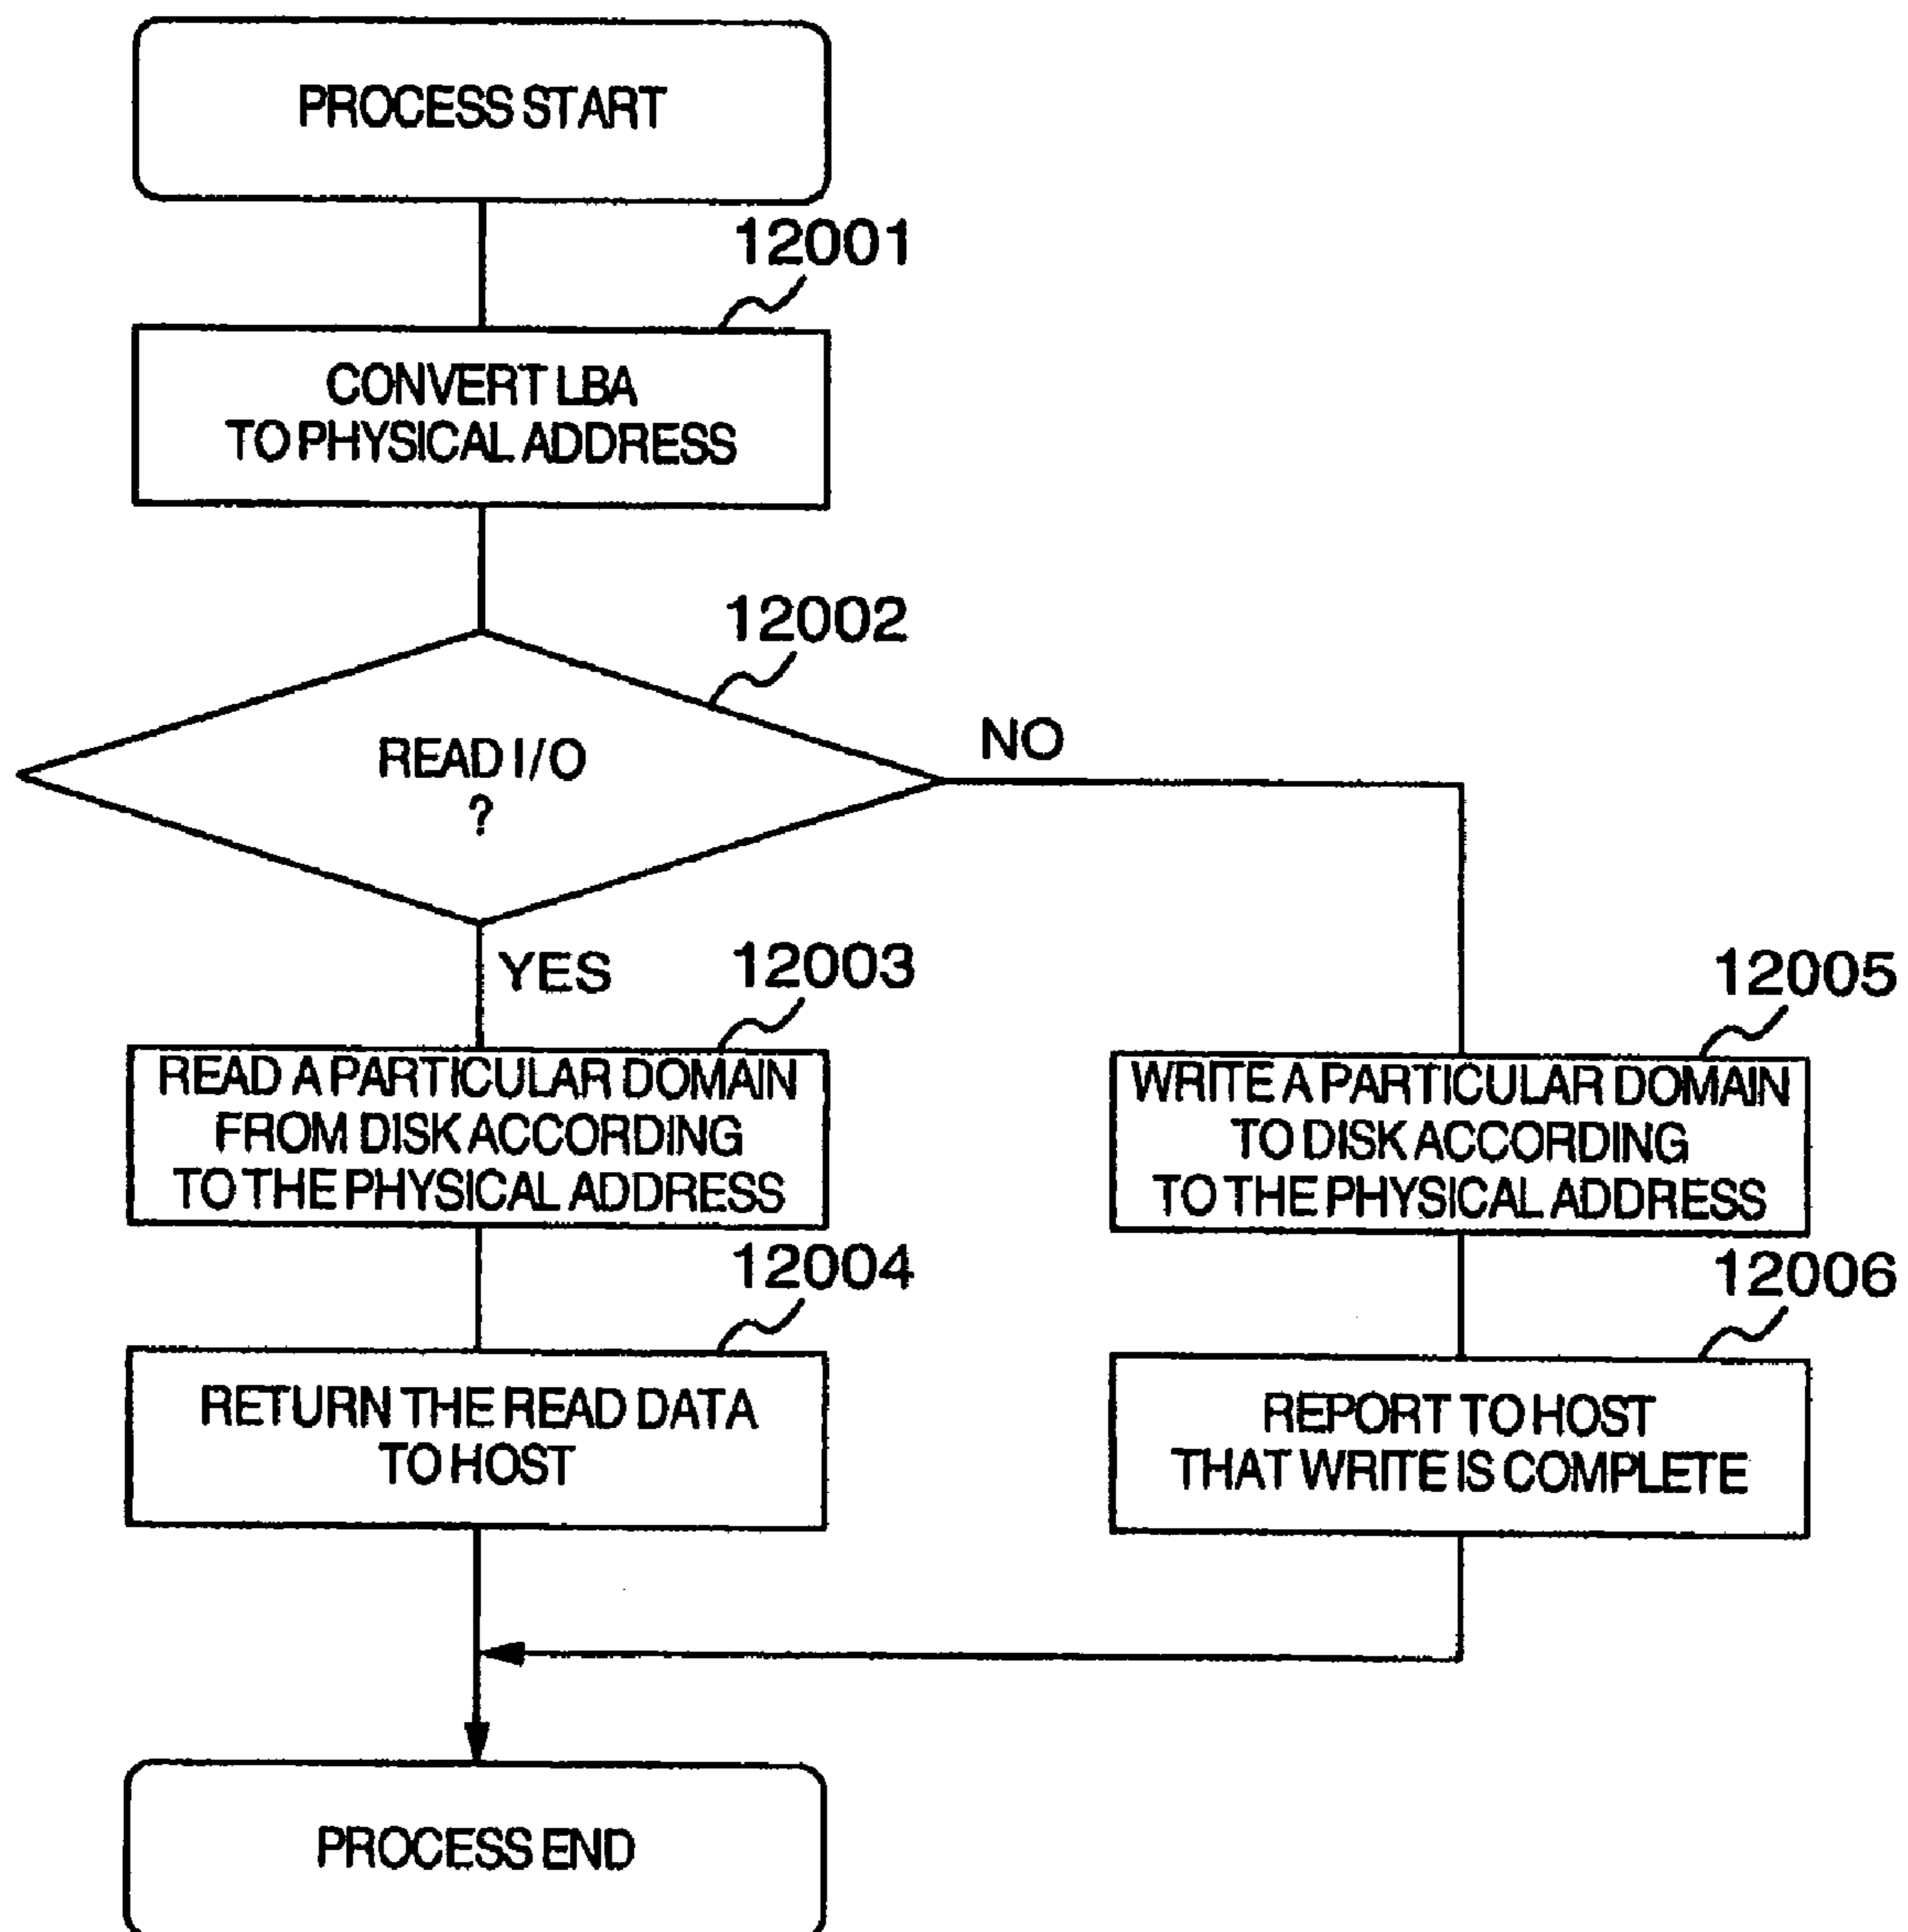 PROCESS START
12001
CONVERT LBA
TO PHYSICAL ADDRESS
12002
READ I/O
?
NO
YES
12003
READ A PARTICULAR DOMAIN
FROM DISK ACCORDING
TO THE PHYSICAL ADDRESS
12005
WRITE A PARTICULAR DOMAIN
TO DISK ACCORDING
TO THE PHYSICAL ADDRESS
12004
RETURN THE READ DATA
TO HOST
12006
REPORT TO HOST
THAT WRITE IS COMPLETE
PROCESS END